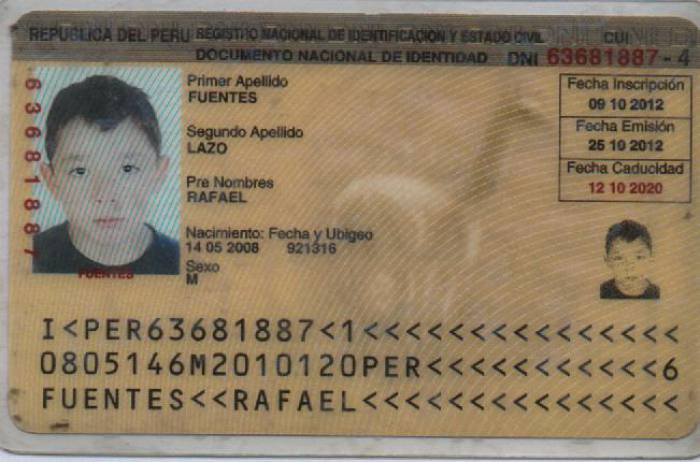 REPUBLICA DEL PERU REGISTRO NACIONAL DE IDENTIFICACION Y ESTADO CIVIL CUI
DOCUMENTO NACIONAL DE IDENTIDAD DNI 63681887-4
63681887
Primer Apellido
FUENTES
Segundo Apellido
LAZO
Pre Nombres
RAFAEL
Nacimiento: Fecha y Ubigeo
14 05 2008 921316
Sexo
M
FUENTES
Fecha Inscripción
09 10 2012
Fecha Emisión
25 10 2012
Fecha Caducidad
12 10 2020
I<PER63681887<1<<<<<<<<<<<<<<<
0805146M2010120PER<<<<<<<<<<<6
FUENTES<<RAFAEL<<<<<<<<<<<<<<<